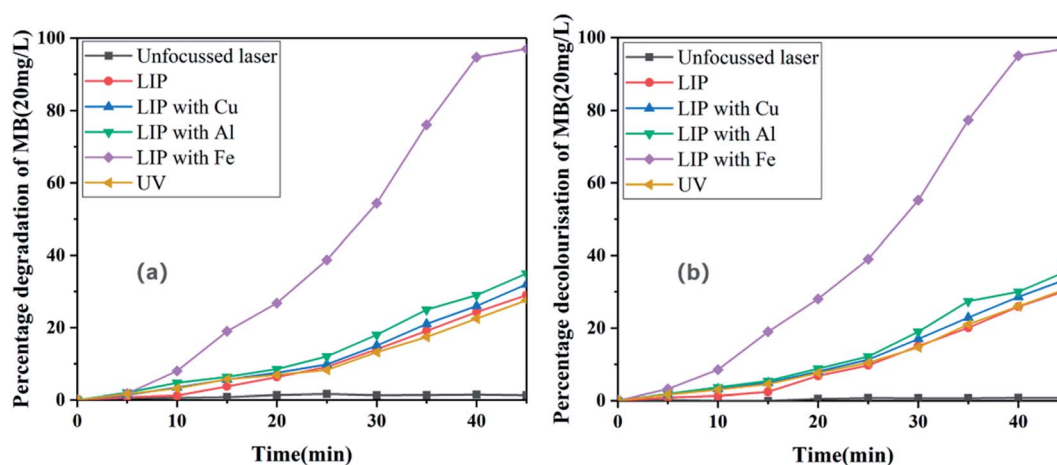 Percentage degradation of MB(20mg/L)
100
80
60
40
20
0
Unfocussed laser
LIP
LIP with Cu
LIP with Al
LIP with Fe
UV
(a)
0 10 20 30 40
Time(min)
Percentage decolourisation of MB(20mg/L)
100
80
60
40
20
0
Unfocussed laser
LIP
LIP with Cu
LIP with Al
LIP with Fe
UV
(b)
0 10 20 30 40
Time(min)